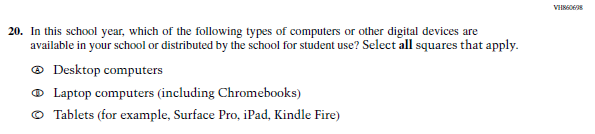 VH860698
20. In this school year, which of the following types of computers or other digital devices are
available in your school or distributed by the school for student use? Select all squares that apply.
Ⓐ Desktop computers
Ⓑ Laptop computers (including Chromebooks)
Ⓒ Tablets (for example, Surface Pro, iPad, Kindle Fire)